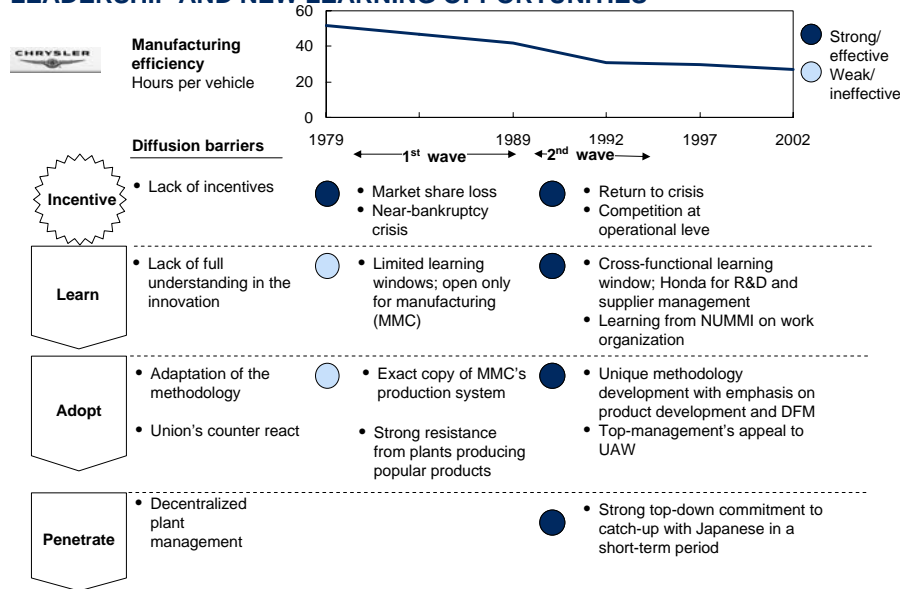 LEADERSHIP AND NEW LEARNING OPPORTUNITIES
CHRYSLER
Manufacturing
efficiency
Hours per vehicle
60
40
20
0
Strong/
effective
Weak/
ineffective
1979 1989 1992 1997 2002
1st wave 2nd wave
Diffusion barriers
Incentive
• Lack of incentives
• Market share loss
• Near-bankruptcy
crisis
• Return to crisis
• Competition at
operational leve
Learn
• Lack of full
understanding in the
innovation
• Limited learning
windows; open only
for manufacturing
(MMC)
• Cross-functional learning
window; Honda for R&D and
supplier management
• Learning from NUMMI on work
organization
Adopt
• Adaptation of the
methodology
• Union's counter react
• Exact copy of MMC's
production system
• Strong resistance
from plants producing
popular products
• Unique methodology
development with emphasis on
product development and DFM
• Top-management's appeal to
UAW
Penetrate
• Decentralized
plant
management
• Strong top-down commitment to
catch-up with Japanese in a
short-term period